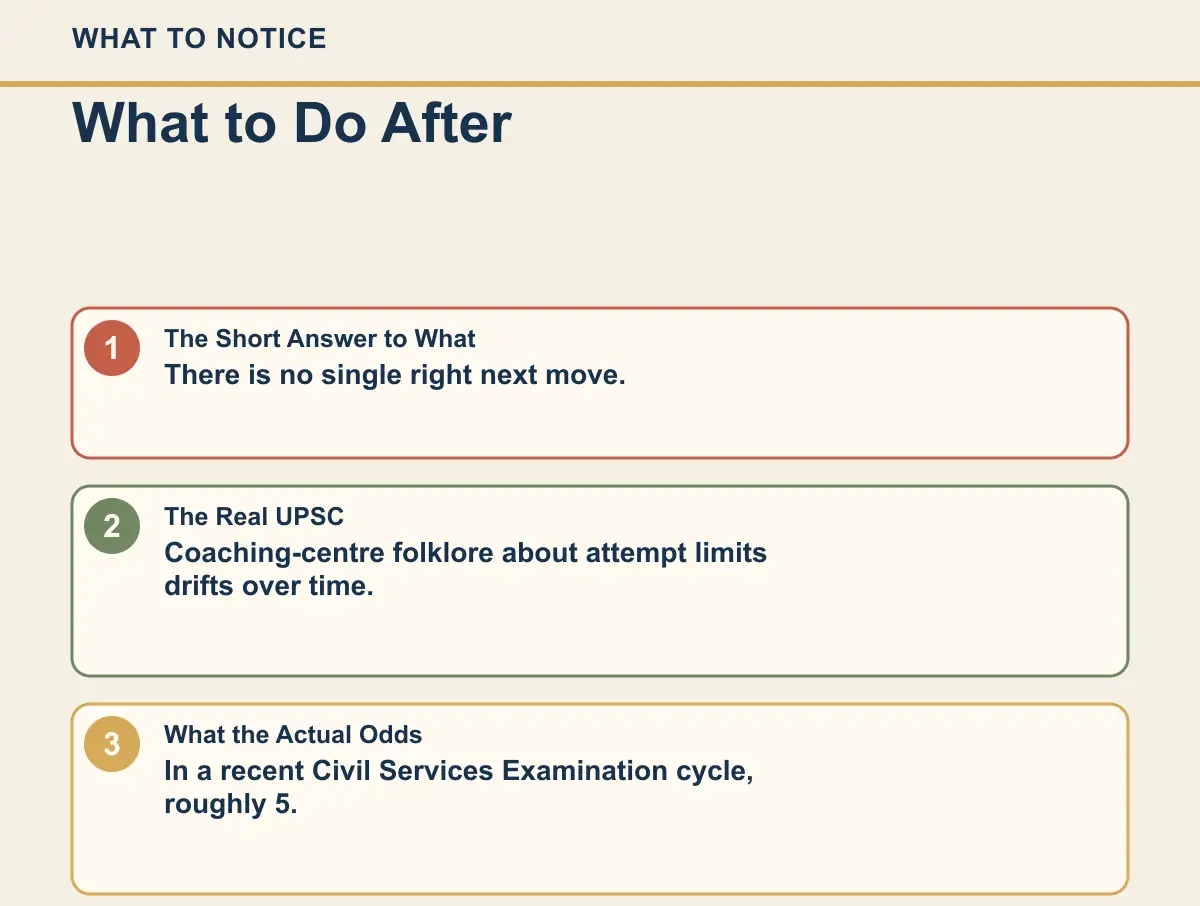 WHAT TO NOTICE
What to Do After
1
The Short Answer to What
There is no single right next move.
2
The Real UPSC
Coaching-centre folklore about attempt limits
drifts over time.
3
What the Actual Odds
In a recent Civil Services Examination cycle,
roughly 5.